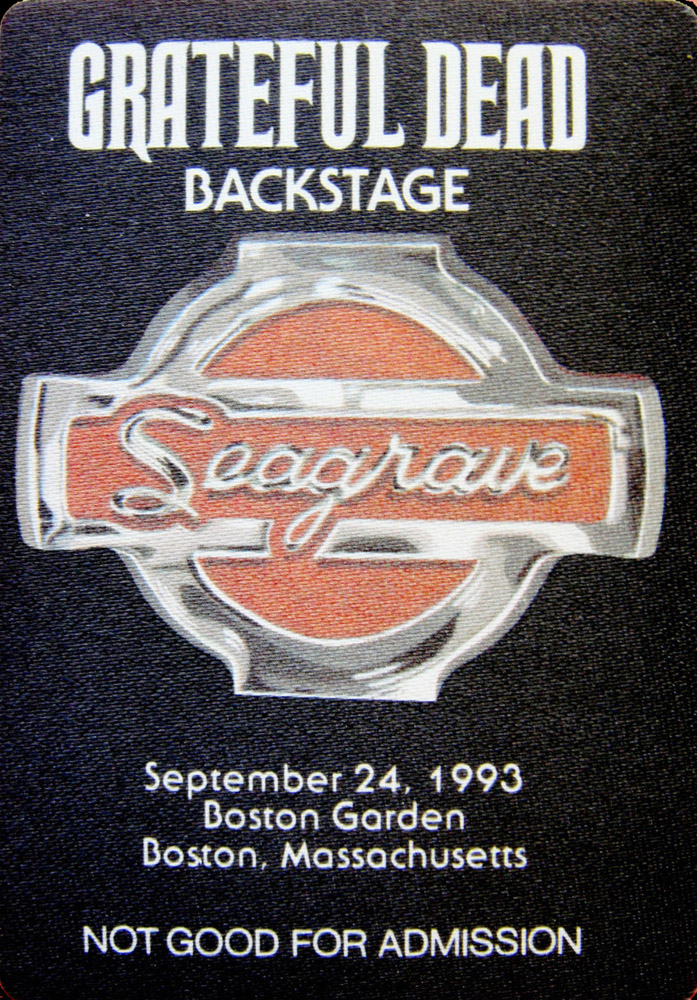 GRATEFUL DEAD
BACKSTAGE
Seagrave
September 24, 1993
Boston Garden
Boston, Massachusetts
NOT GOOD FOR ADMISSION